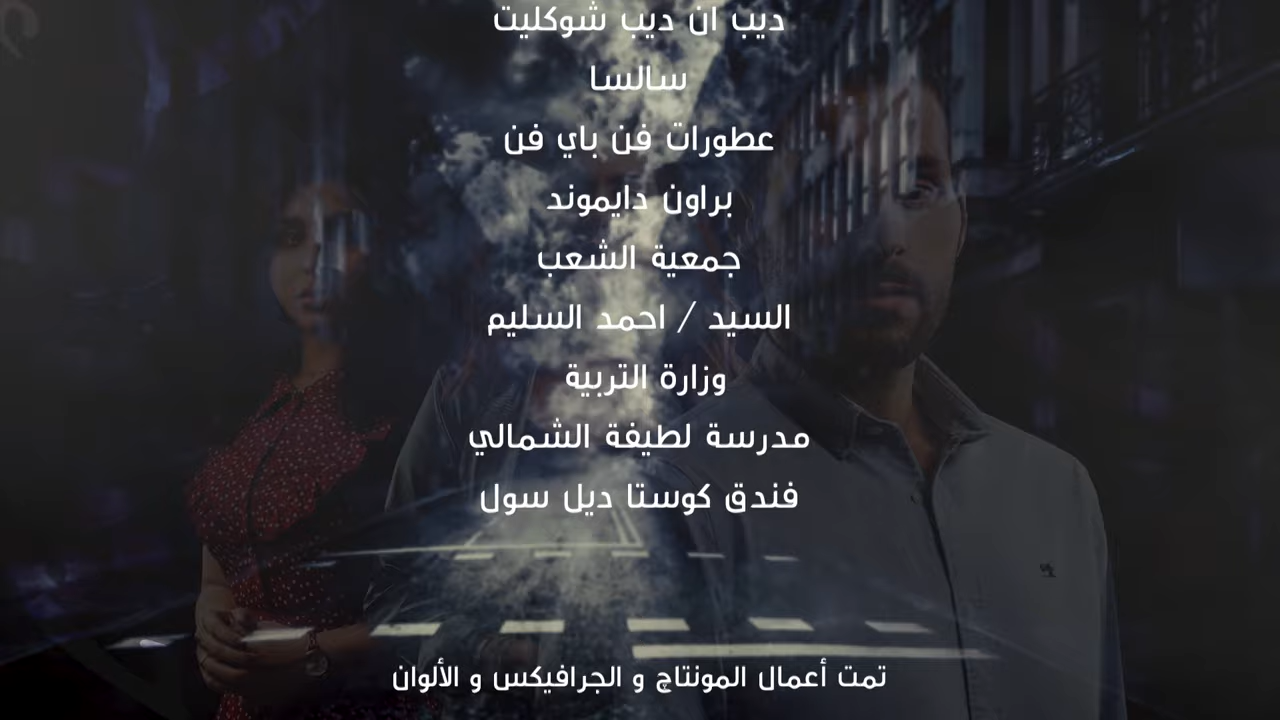 ديب ان ديب شوكليت
سالسا
عطورات فن باي فن
براون دايموند
جمعية الشعب
السيد / احمد السليم
وزارة التربية
مدرسة لطيفة الشمالي
فندق كوستا ديل سول
تمت أعمال المونتاج و الجرافيكس و الألوان